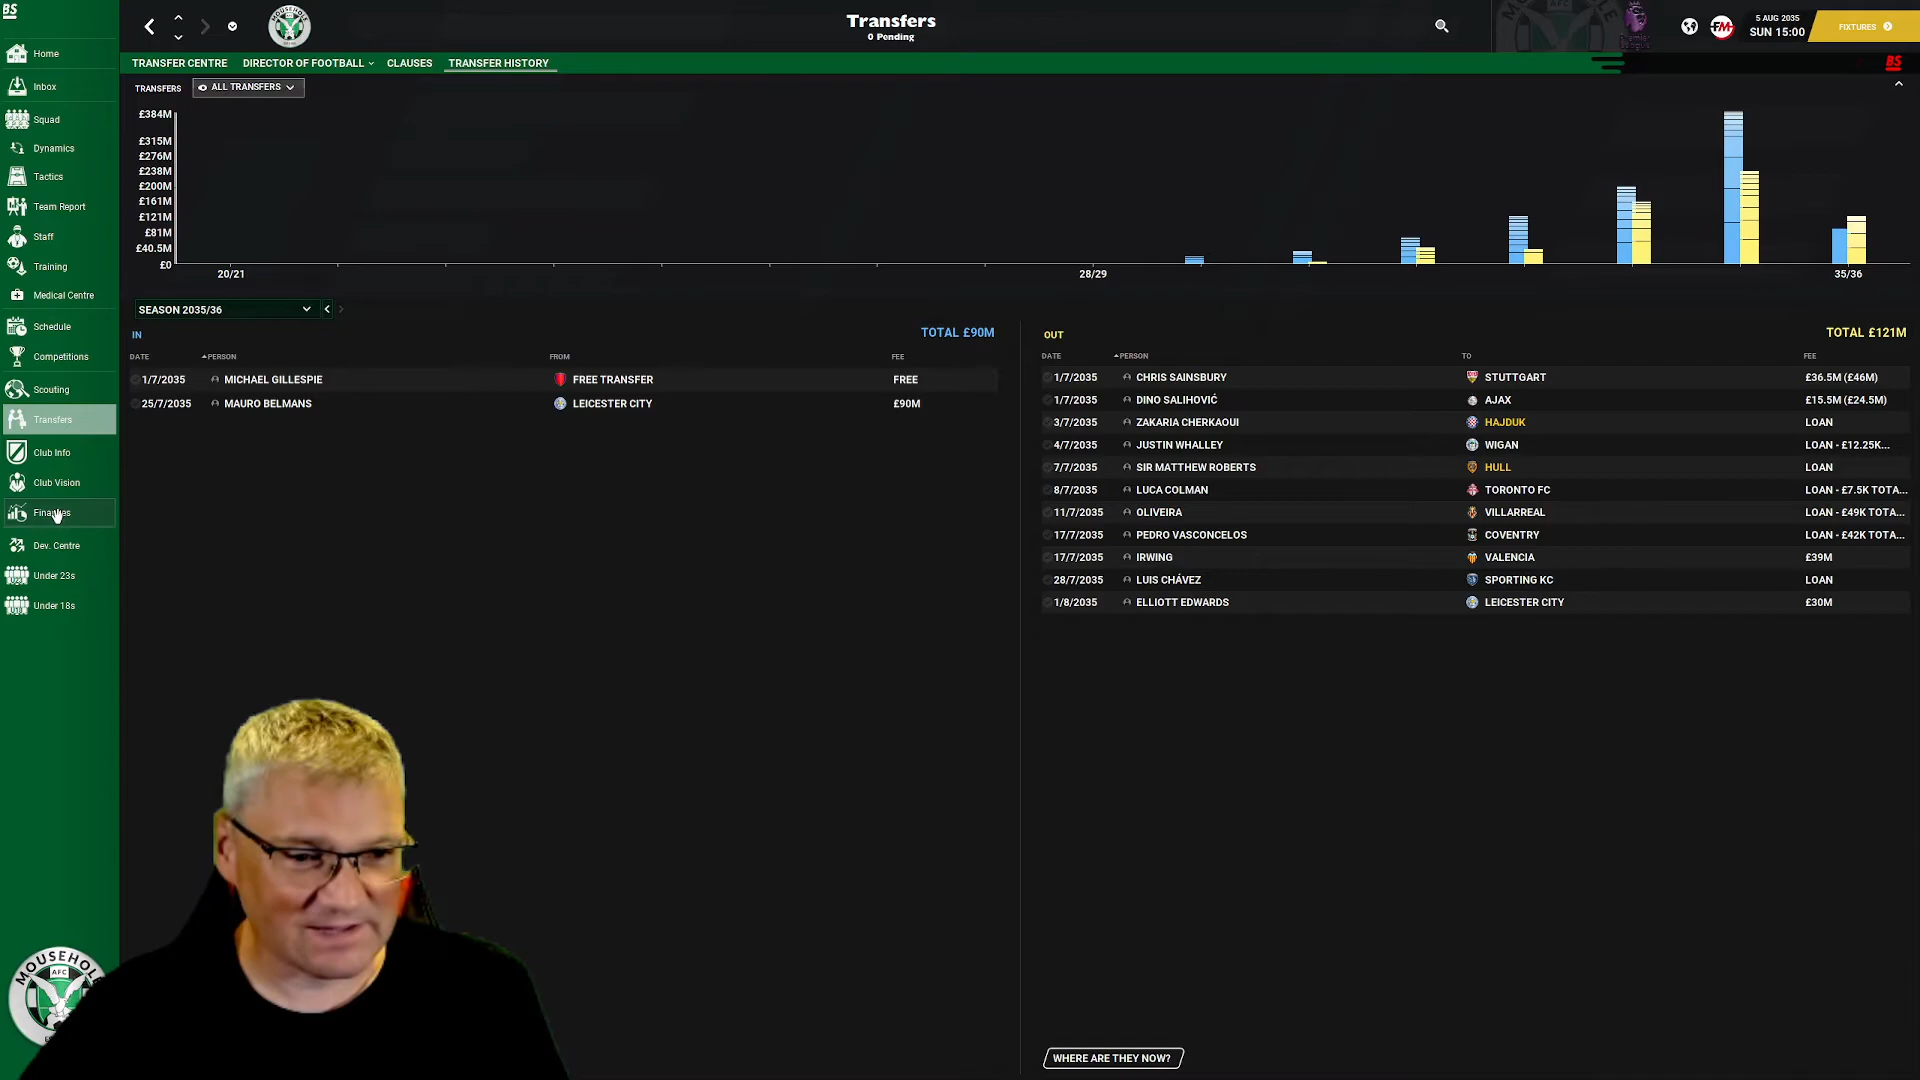 BS
Home
Inbox
Squad
Dynamics
Tactics
Team Report
Staff
Training
Medical Centre
Schedule
Competitions
Scouting
Transfers
Club Info
Club Vision
Finances
Dev. Centre
Under 23s
Under 18s
MOUSEHOLE
AFC
Transfers
0 Pending
5 AUG 2035
SUN 15:00
FIXTURES
FM
TRANSFER CENTRE DIRECTOR OF FOOTBALL CLAUSES TRANSFER HISTORY
BS
TRANSFERS ALL TRANSFERS
£384M
£315M
£276M
£238M
£200M
£161M
£121M
£81M
£40.5M
£0
20/21 28/29 35/36
SEASON 2035/36
IN TOTAL £90M
DATE PERSON FROM FEE
1/7/2035 MICHAEL GILLESPIE FREE TRANSFER FREE
25/7/2035 MAURO BELMANS LEICESTER CITY £90M
OUT TOTAL £121M
DATE PERSON TO FEE
1/7/2035 CHRIS SAINSBURY STUTTGART £36.5M (£46M)
1/7/2035 DINO SALIHOVIĆ AJAX £15.5M (£24.5M)
3/7/2035 ZAKARIA CHERKAOUI HAJDUK LOAN
4/7/2035 JUSTIN WHALLEY WIGAN LOAN - £12.25K...
7/7/2035 SIR MATTHEW ROBERTS HULL LOAN
8/7/2035 LUCA COLMAN TORONTO FC LOAN - £7.5K TOTA...
11/7/2035 OLIVEIRA VILLARREAL LOAN - £49K TOTA...
17/7/2035 PEDRO VASCONCELOS COVENTRY LOAN - £42K TOTA...
17/7/2035 IRWING VALENCIA £39M
28/7/2035 LUIS CHÁVEZ SPORTING KC LOAN
1/8/2035 ELLIOTT EDWARDS LEICESTER CITY £30M
WHERE ARE THEY NOW?